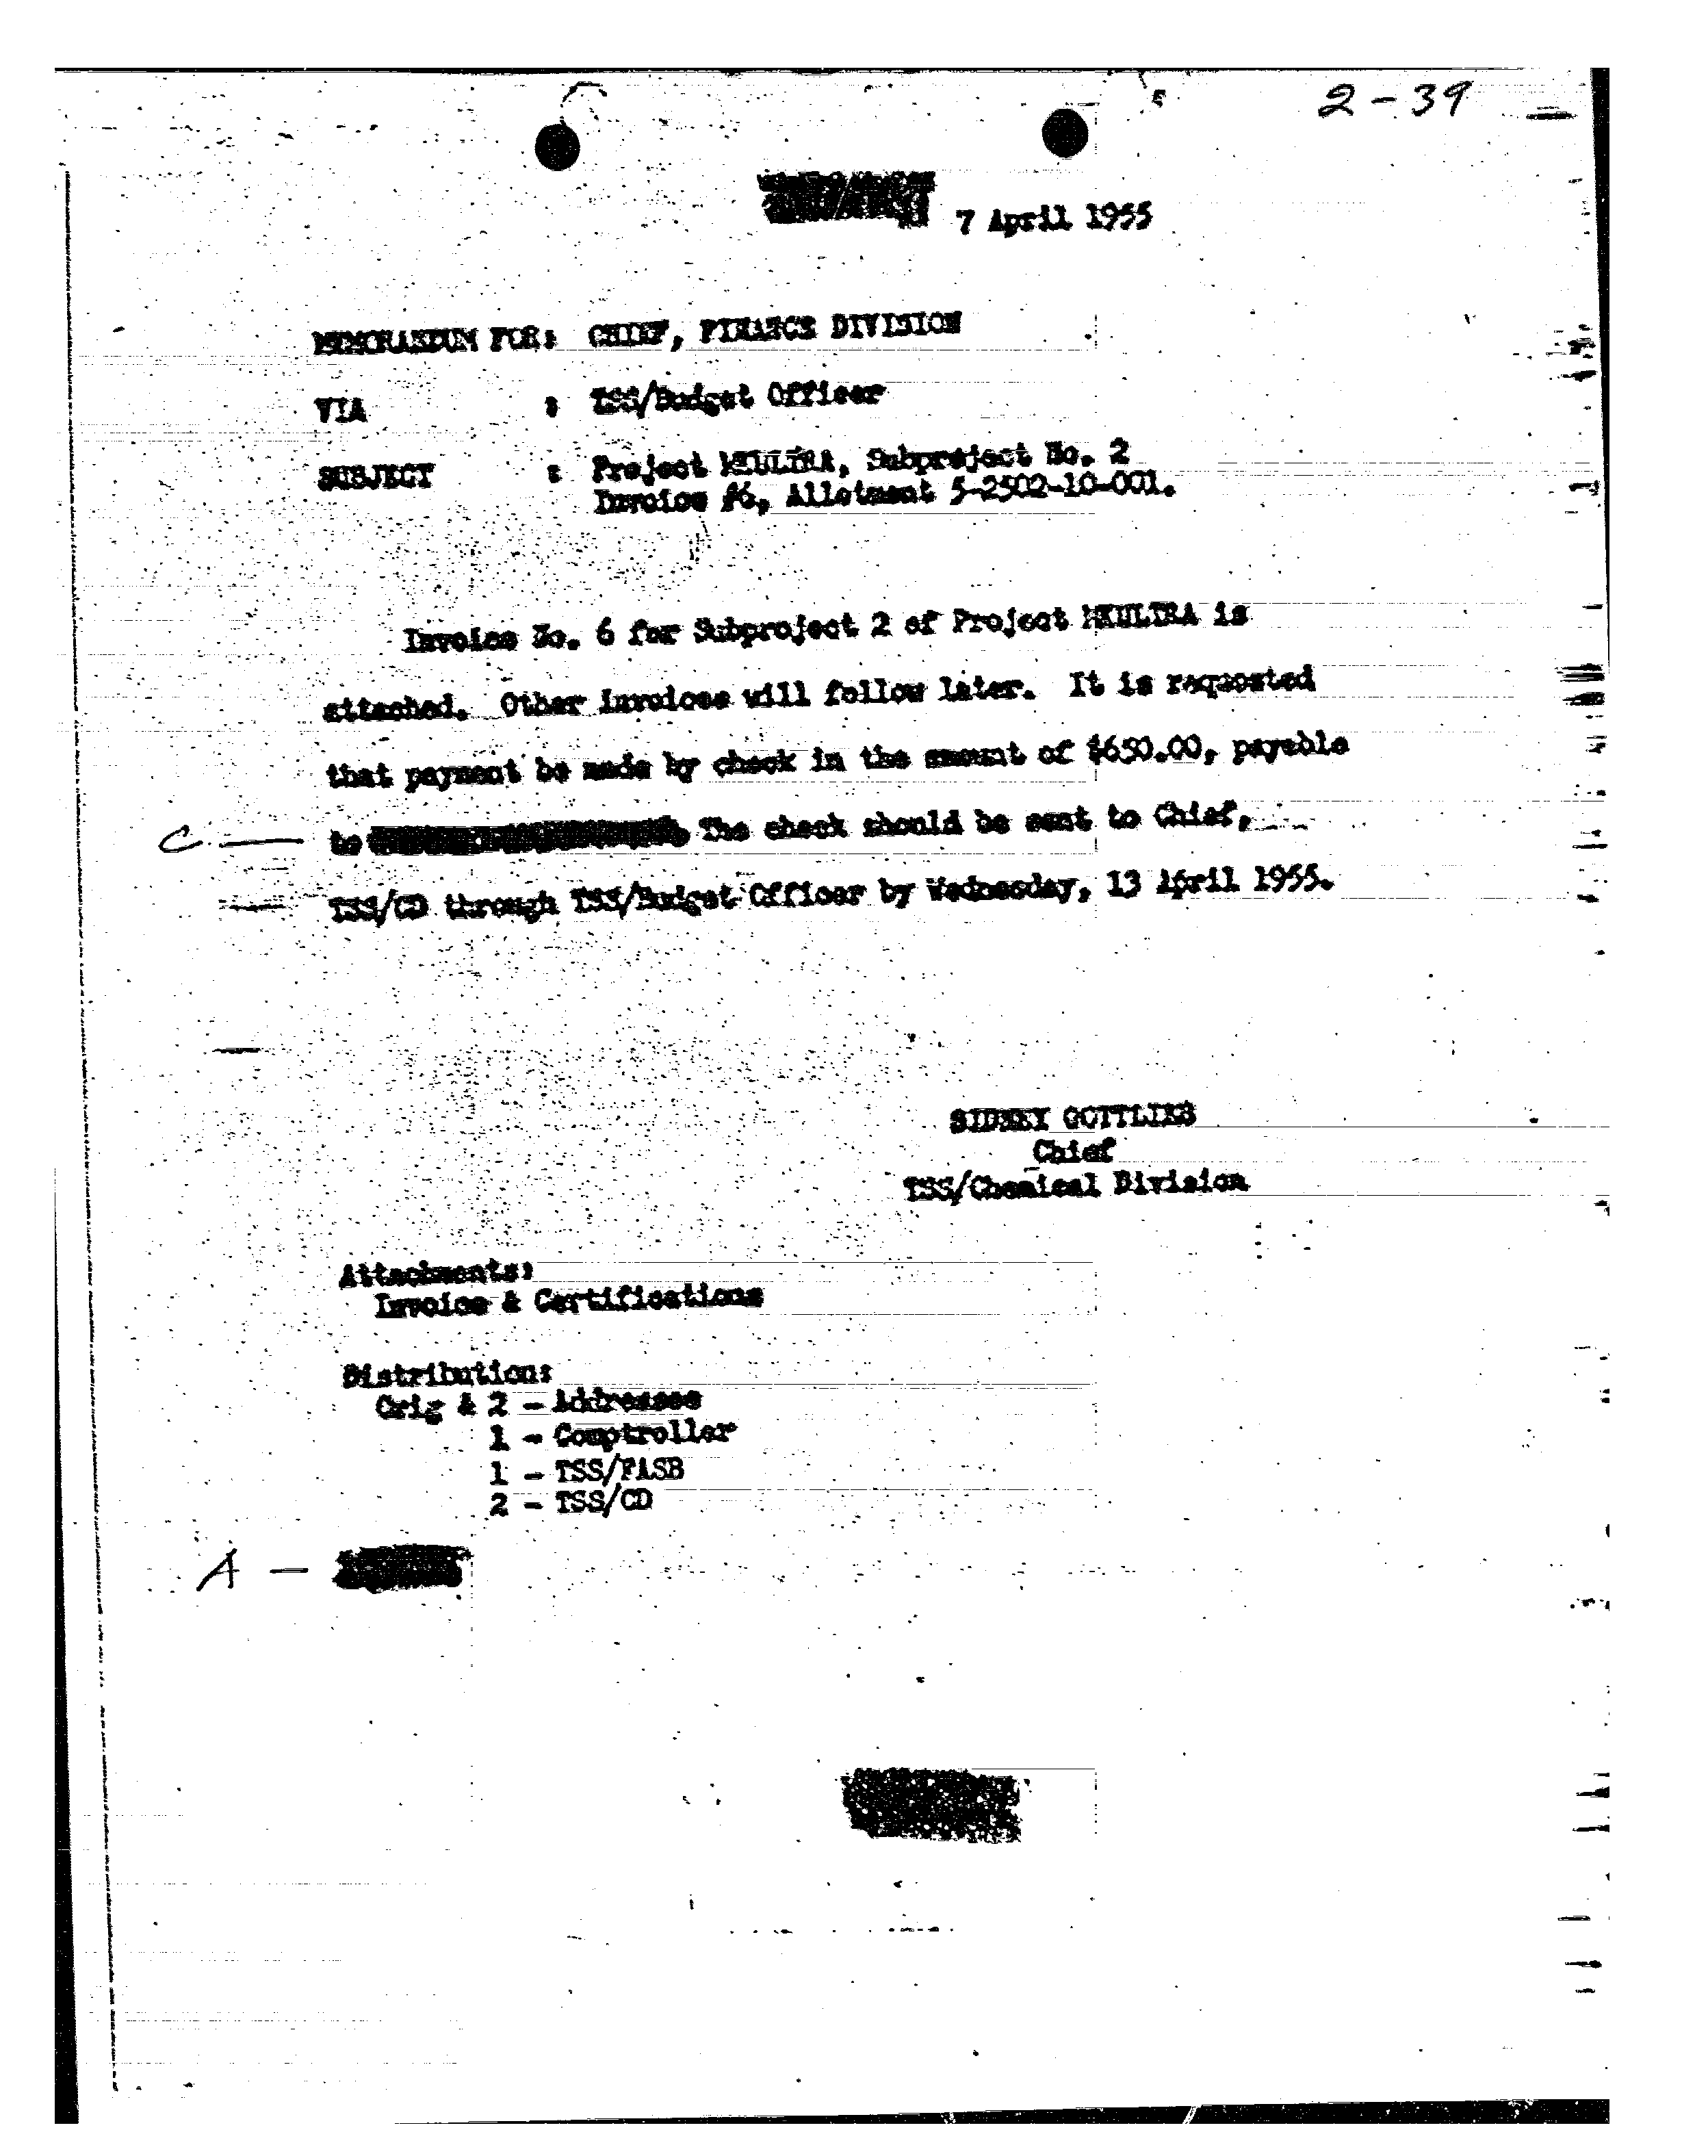 2-39
7 April 1955
MEMORANDUM FOR: CHIEF, FINANCE DIVISION
VIA : TSS/Budget Officer
SUBJECT : Project MKULTRA, Subproject No. 2
Invoice #6, Allotment 5-2502-10-001.
Invoice No. 6 for Subproject 2 of Project MKULTRA is
attached. Other invoices will follow later. It is requested
that payment be made by check in the amount of $650.00, payable
C — to The check should be sent to Chief,
TSS/CD through TSS/Budget Officer by Wednesday, 13 April 1955.
SIDNEY GOTTLIEB
Chief
TSS/Chemical Division
Attachments:
Invoice & Certifications
Distribution:
Orig & 2 - Addressee
1 - Comptroller
1 - TSS/FASB
2 - TSS/CD
A —